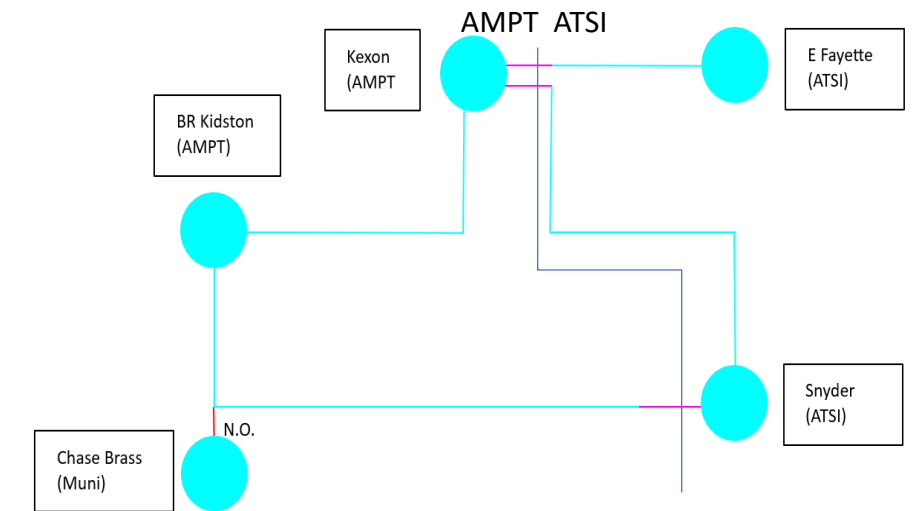 AMPT ATSI
Kexon
(AMPT
E Fayette
(ATSI)
BR Kidston
(AMPT)
Snyder
(ATSI)
N.O.
Chase Brass
(Muni)